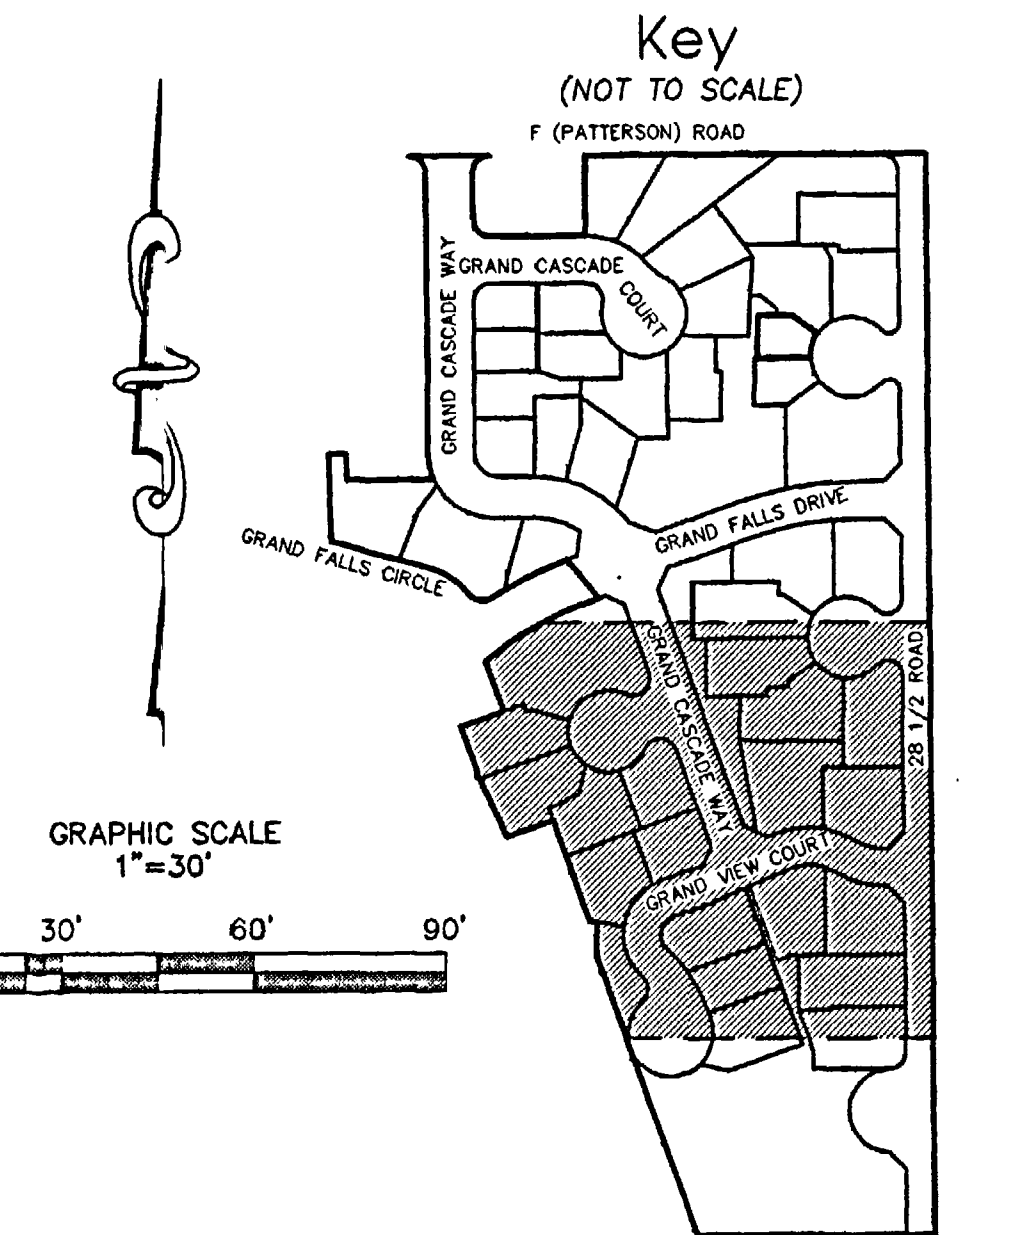 Key
(NOT TO SCALE)
F (PATTERSON) ROAD
GRAND CASCADE WAY
GRAND CASCADE
COURT
GRAND FALLS DRIVE
GRAND FALLS CIRCLE
GRAND CASCADE WAY
28 1/2 ROAD
GRAND VIEW COURT
GRAPHIC SCALE
1"=30'
30' 60' 90'